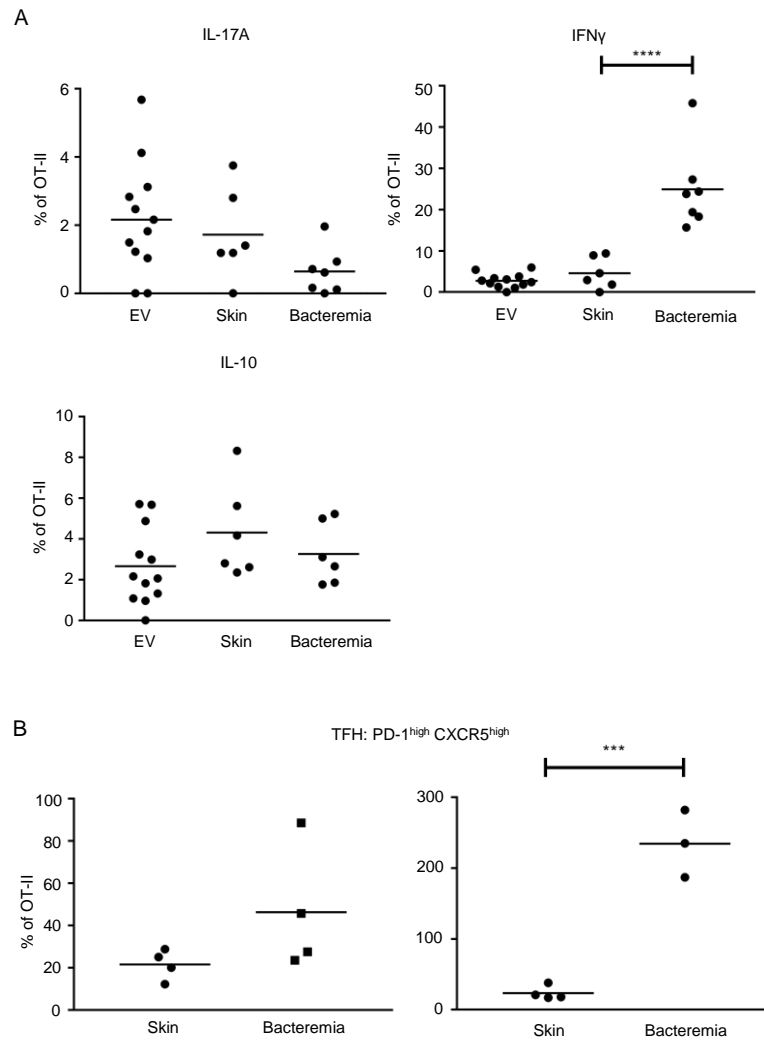 A
IL-17A
% of OT-II
6
4
2
0
EV Skin Bacteremia
IFNγ
****
% of OT-II
50
40
30
20
10
0
EV Skin Bacteremia
IL-10
% of OT-II
10
8
6
4
2
0
EV Skin Bacteremia
B
TFH: PD-1high CXCR5high
% of OT-II
100
80
60
40
20
0
Skin Bacteremia
***
300
200
100
0
Skin Bacteremia